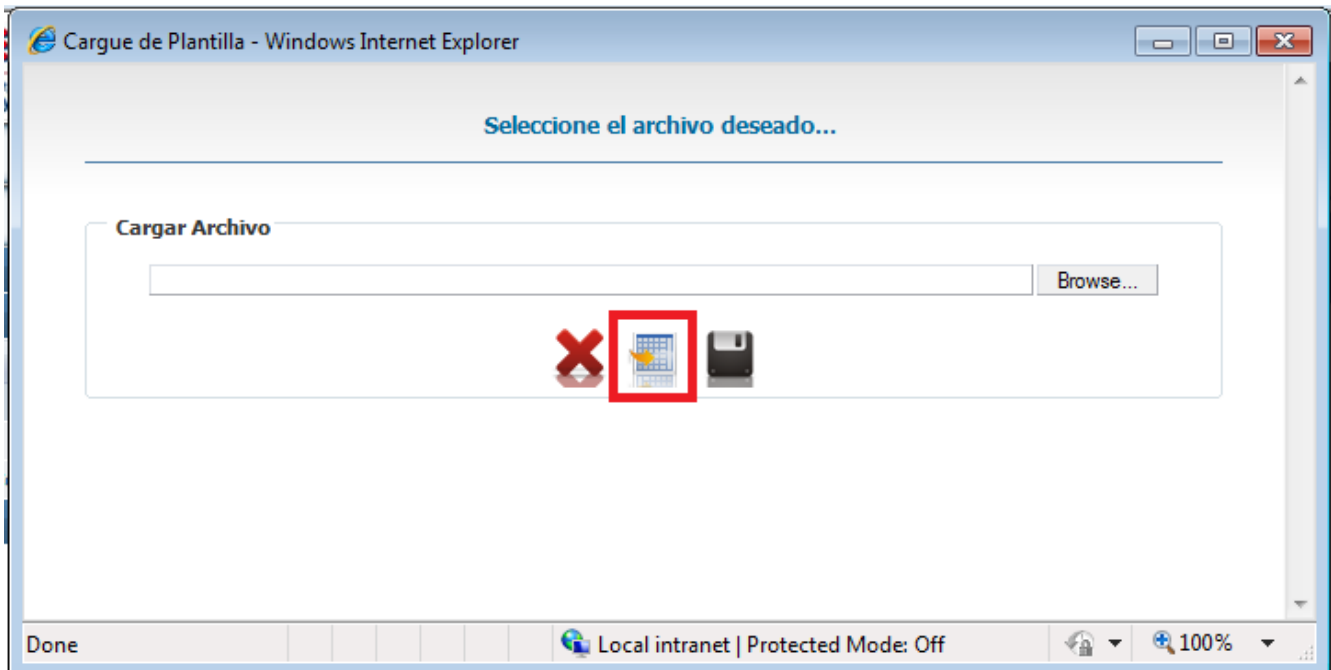 Cargue de Plantilla - Windows Internet Explorer
Seleccione el archivo deseado...
Cargar Archivo
Browse...
Done
Local intranet | Protected Mode: Off
100%